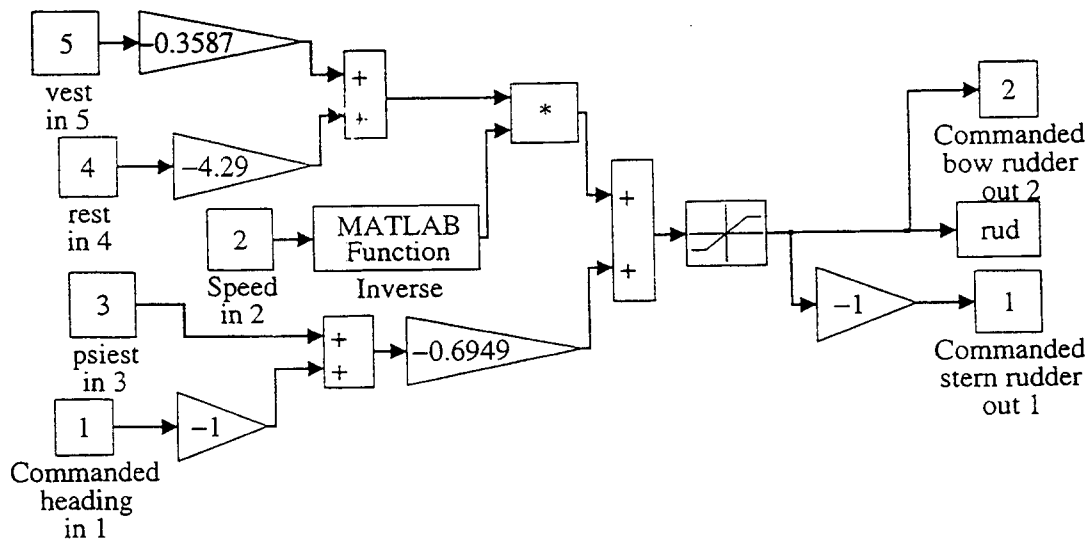 5
−0.3587
vest
in 5
+
+
4
−4.29
rest
in 4
*
2
MATLAB
Function
Speed
in 2
Inverse
3
psiest
in 3
+
+
−0.6949
1
−1
Commanded
heading
in 1
+
+
2
Commanded
bow rudder
out 2
rud
−1
1
Commanded
stern rudder
out 1